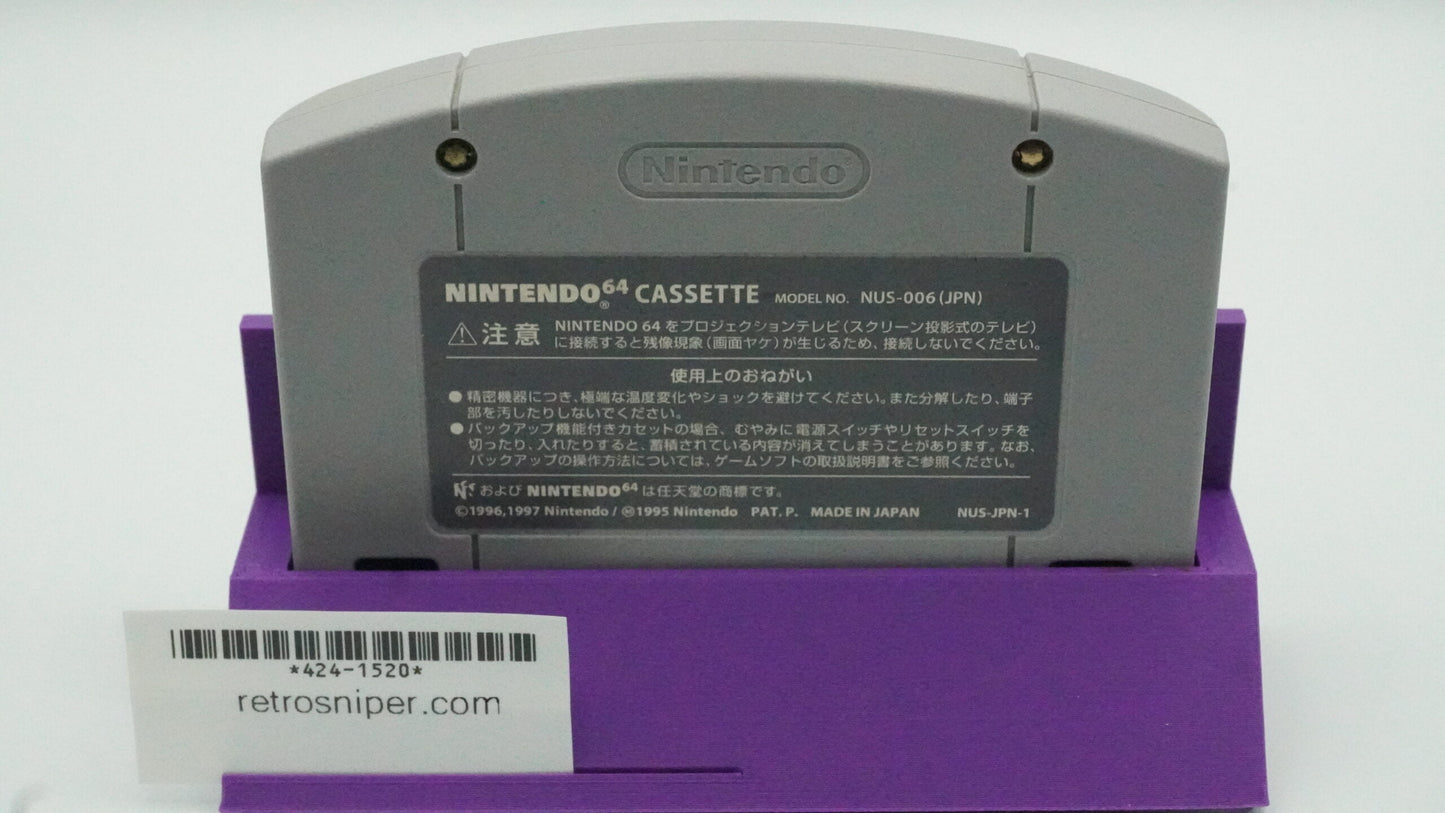 Nintendo®
NINTENDO64® CASSETTE MODEL NO. NUS-006(JPN)
⚠注意 NINTENDO 64をプロジェクションテレビ(スクリーン投影式のテレビ)
に接続すると残像現象(画面ヤケ)が生じるため、接続しないでください。
使用上のおねがい
●精密機器につき、極端な温度変化やショックを避けてください。また分解したり、端子
部を汚したりしないでください。
●バックアップ機能付きカセットの場合、むやみに電源スイッチやリセットスイッチを
切ったり、入れたりすると、蓄積されている内容が消えてしまうことがあります。なお、
バックアップの操作方法については、ゲームソフトの取扱説明書をご参照ください。
および NINTENDO64 は任天堂の商標です。
©1996,1997 Nintendo / Ⓜ1995 Nintendo PAT. P. MADE IN JAPAN NUS-JPN-1
*424-1520*
retrosniper.com